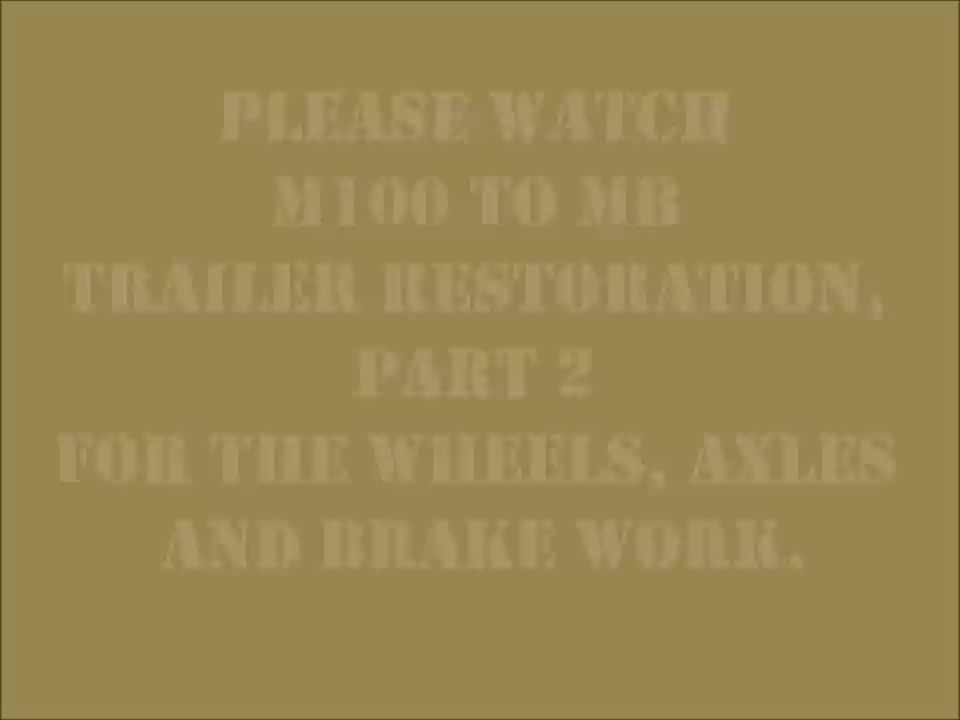 PLEASE WATCH
M100 TO MB
TRAILER RESTORATION,
PART 2
FOR THE WHEELS, AXLES
AND BRAKE WORK.